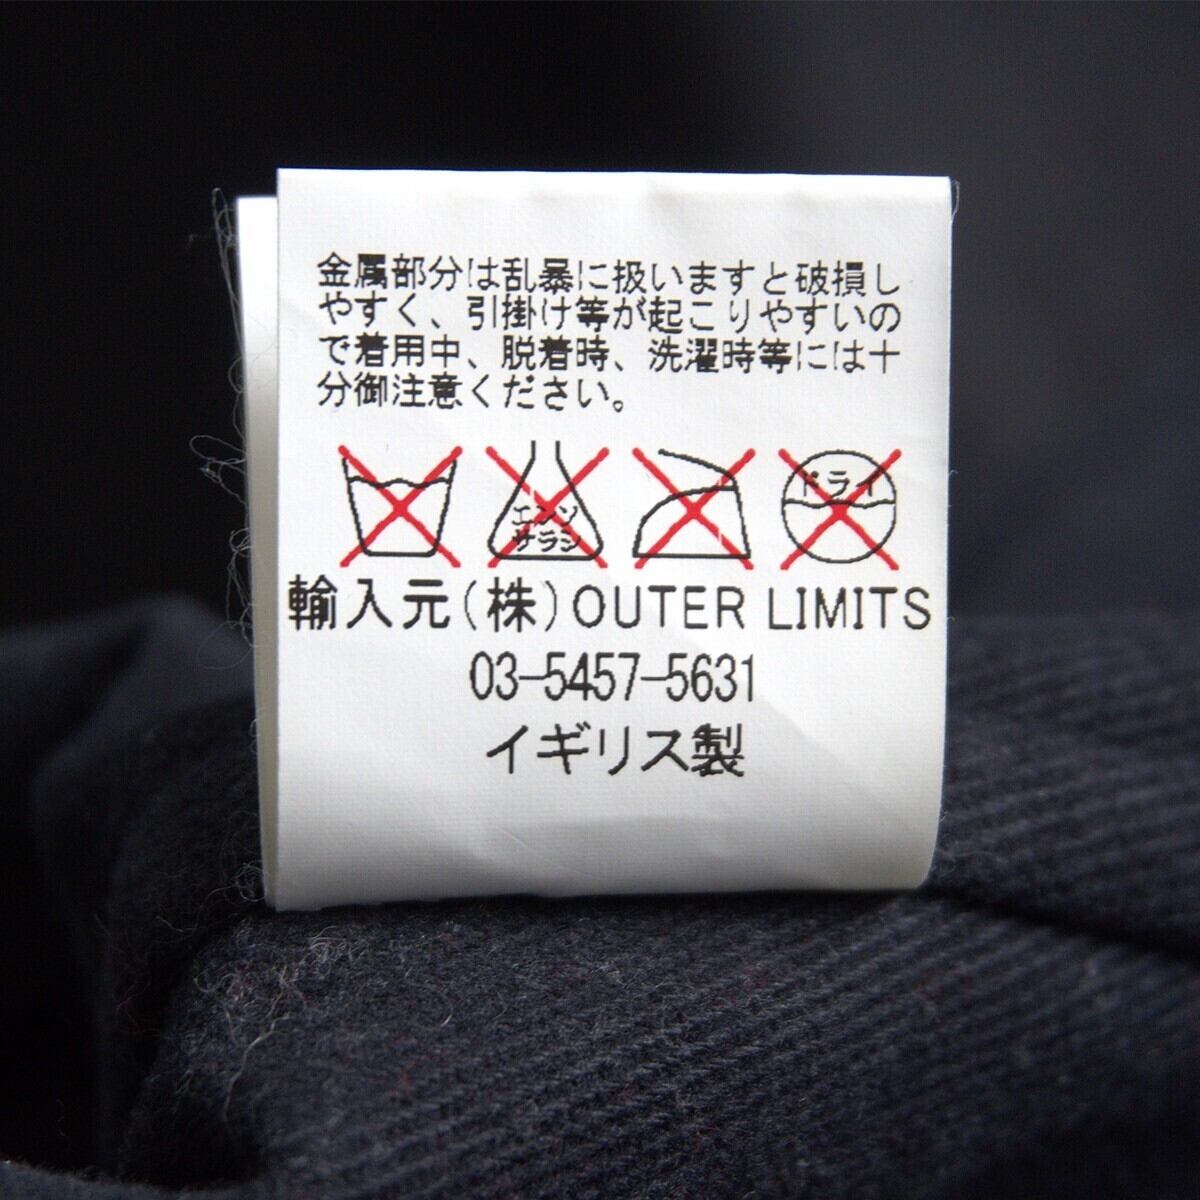 金属部分は乱暴に扱いますと破損し
やすく、引掛け等が起こりやすいの
で着用中、脱着時、洗濯時等には十
分御注意ください。
エンソ
サラシ
ドライ
輸入元(株)OUTER LIMITS
03-5457-5631
イギリス製